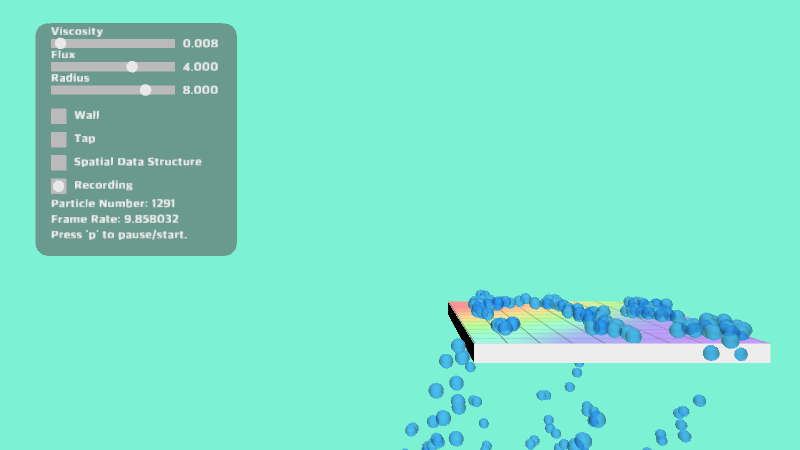 Viscosity
0.008
Flux
4.000
Radius
8.000
Wall
Tap
Spatial Data Structure
Recording
Particle Number: 1291
Frame Rate: 9.858032
Press 'p' to pause/start.